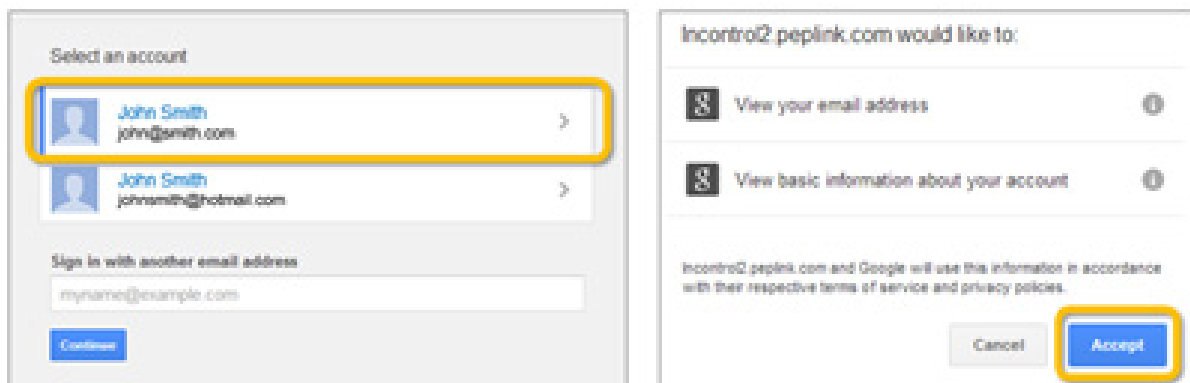 Select an account
John Smith
john@smith.com
John Smith
johnsmith@hotmail.com
Sign in with another email address
myname@example.com
Continue
Incontrol2.peplink.com would like to:
g View your email address
g View basic information about your account
Incontrol2.peplink.com and Google will use this information in accordance
with their respective terms of service and privacy policies.
Cancel Accept